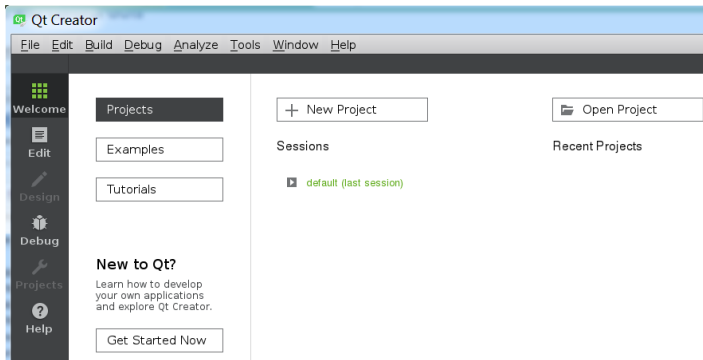 Qt Creator
File Edit Build Debug Analyze Tools Window Help
Welcome
Edit
Design
Debug
Projects
Help
Projects
Examples
Tutorials
New to Qt?
Learn how to develop
your own applications
and explore Qt Creator.
Get Started Now
New Project
Sessions
default (last session)
Open Project
Recent Projects